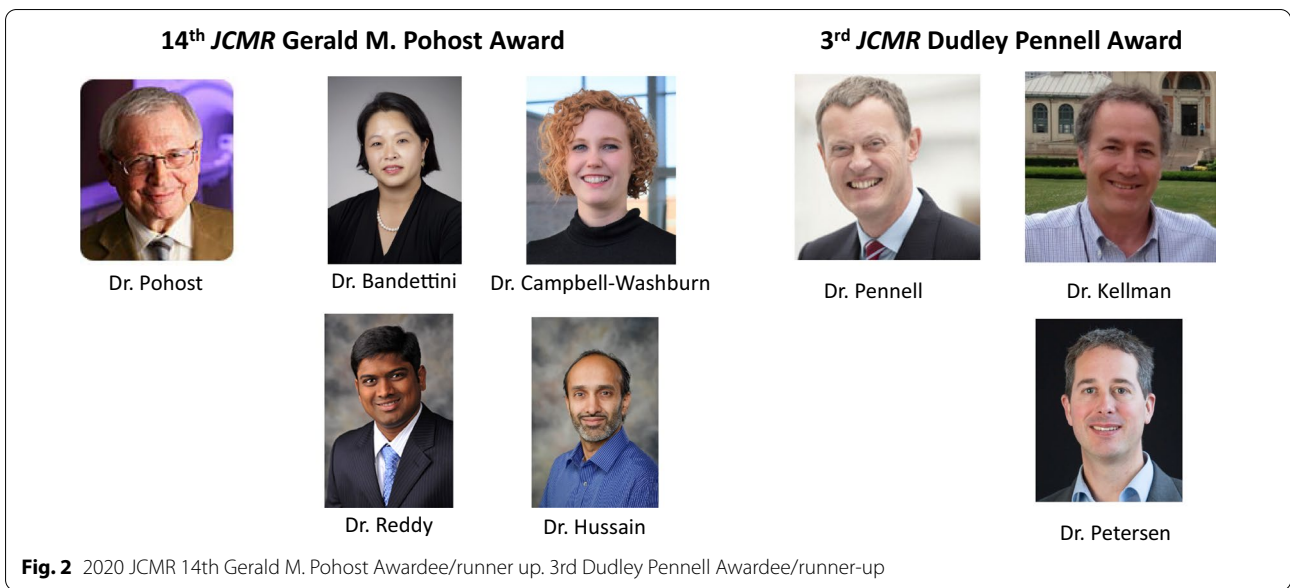 14th JCMR Gerald M. Pohost Award
3rd JCMR Dudley Pennell Award
Dr. Pohost
Dr. Bandettini
Dr. Campbell-Washburn
Dr. Pennell
Dr. Kellman
Dr. Reddy
Dr. Hussain
Dr. Petersen
Fig. 2 2020 JCMR 14th Gerald M. Pohost Awardee/runner up. 3rd Dudley Pennell Awardee/runner-up